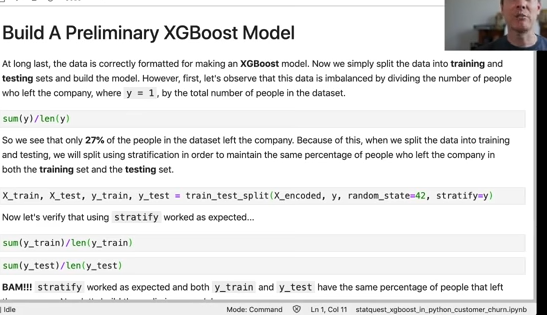 Build A Preliminary XGBoost Model
At long last, the data is correctly formatted for making an XGBoost model. Now we simply split the data into training and
testing sets and build the model. However, first, let's observe that this data is imbalanced by dividing the number of people
who left the company, where y = 1, by the total number of people in the dataset.
sum(y)/len(y)
So we see that only 27% of the people in the dataset left the company. Because of this, when we split the data into training
and testing, we will split using stratification in order to maintain the same percentage of people who left the company in
both the training set and the testing set.
X_train, X_test, y_train, y_test = train_test_split(X_encoded, y, random_state=42, stratify=y)
Now let's verify that using stratify worked as expected...
sum(y_train)/len(y_train)
sum(y_test)/len(y_test)
BAM!!! stratify worked as expected and both y_train and y_test have the same percentage of people that left
Idle
Mode: Command
Ln 1, Col 11
statquest_xgboost_in_python_customer_churn.ipynb